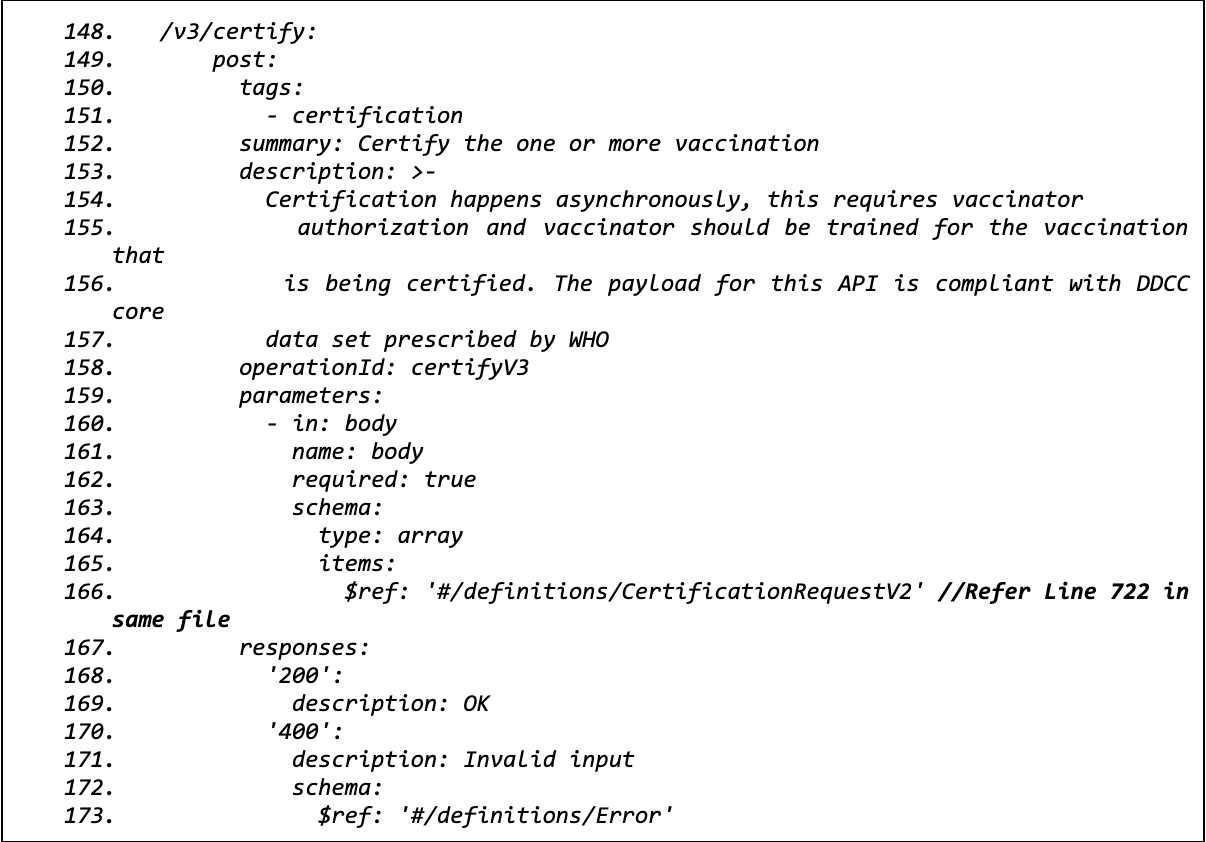 148. /v3/certify:
149. post:
150. tags:
151. - certification
152. summary: Certify the one or more vaccination
153. description: >-
154. Certification happens asynchronously, this requires vaccinator
155. authorization and vaccinator should be trained for the vaccination
that
156. is being certified. The payload for this API is compliant with DDCC
core
157. data set prescribed by WHO
158. operationId: certifyV3
159. parameters:
160. - in: body
161. name: body
162. required: true
163. schema:
164. type: array
165. items:
166. $ref: '#/definitions/CertificationRequestV2' //Refer Line 722 in
same file
167. responses:
168. '200':
169. description: OK
170. '400':
171. description: Invalid input
172. schema:
173. $ref: '#/definitions/Error'